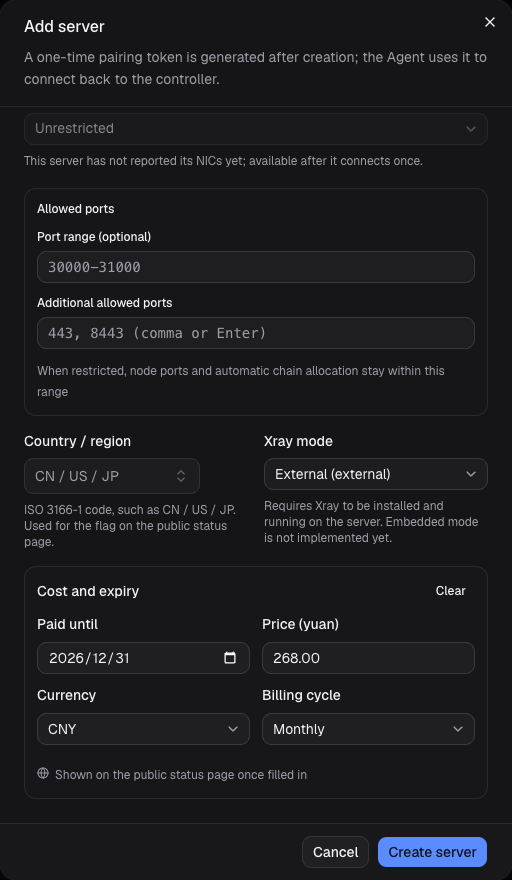 Add server
A one-time pairing token is generated after creation; the Agent uses it to
connect back to the controller.
Unrestricted
This server has not reported its NICs yet; available after it connects once.
Allowed ports
Port range (optional)
30000–31000
Additional allowed ports
443, 8443 (comma or Enter)
When restricted, node ports and automatic chain allocation stay within this
range
Country / region
CN / US / JP
ISO 3166-1 code, such as CN / US / JP.
Used for the flag on the public status
page.
Xray mode
External (external)
Requires Xray to be installed and
running on the server. Embedded mode
is not implemented yet.
Cost and expiry
Clear
Paid until
2026/12/31
Price (yuan)
268.00
Currency
CNY
Billing cycle
Monthly
Shown on the public status page once filled in
Cancel
Create server